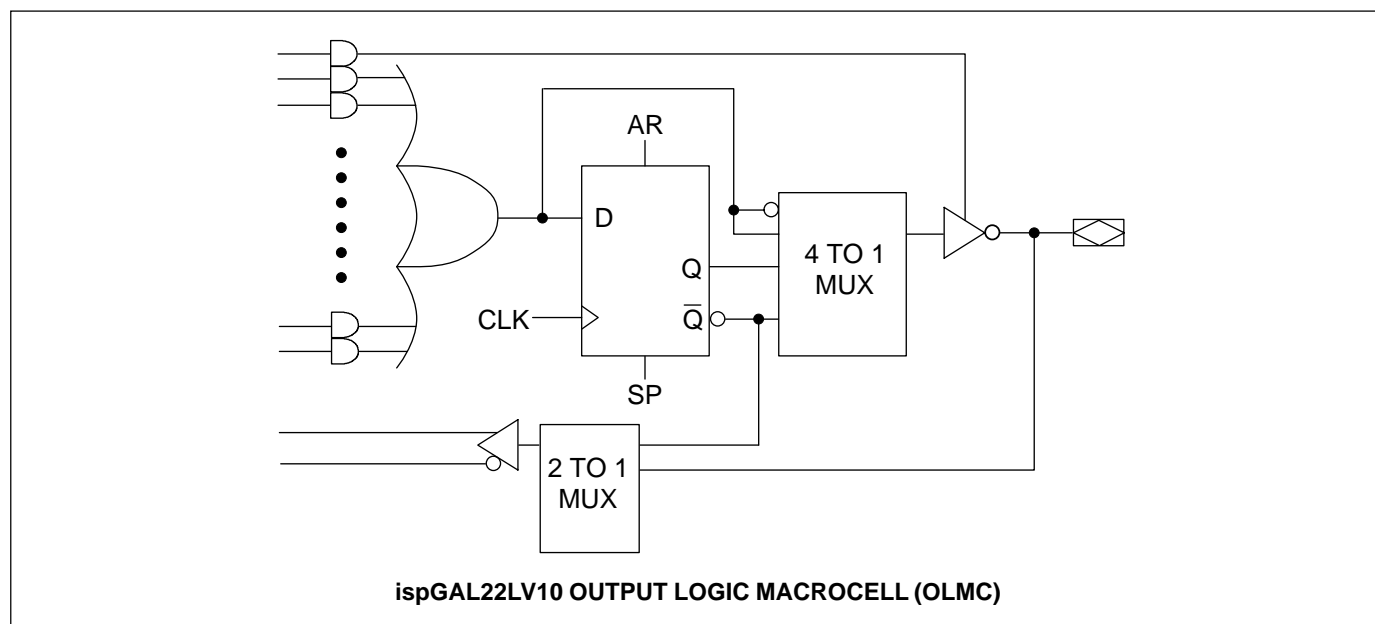 AR
D
4 TO 1
MUX
Q
CLK
Q̅
SP
2 TO 1
MUX
ispGAL22LV10 OUTPUT LOGIC MACROCELL (OLMC)